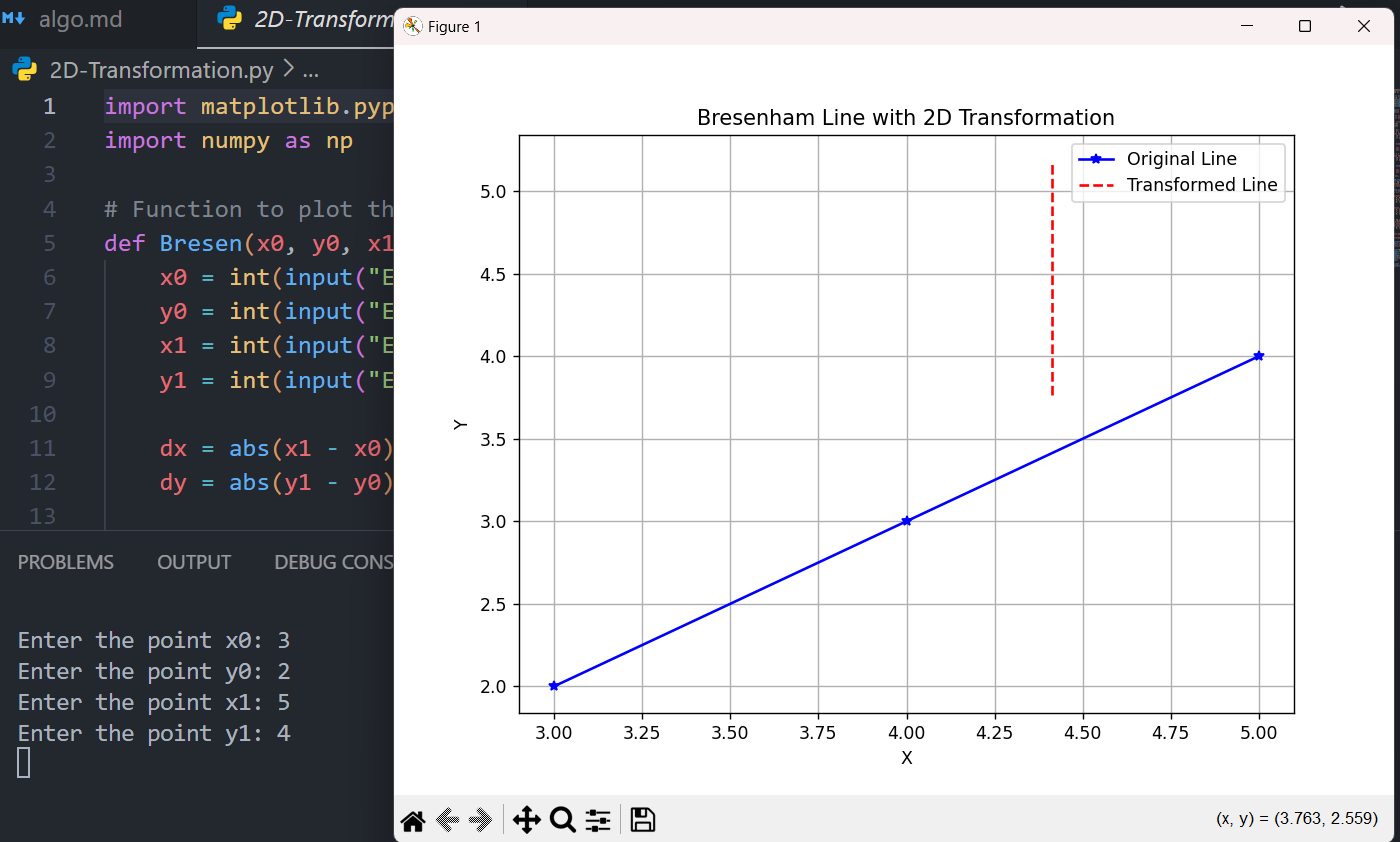 algo.md
2D-Transform
Figure 1
2D-Transformation.py > ...
1 import matplotlib.pyp
2 import numpy as np
3
4 # Function to plot th
5 def Bresen(x0, y0, x1
6 x0 = int(input("E
7 y0 = int(input("E
8 x1 = int(input("E
9 y1 = int(input("E
10
11 dx = abs(x1 - x0)
12 dy = abs(y1 - y0)
13
PROBLEMS OUTPUT DEBUG CONS
Enter the point x0: 3
Enter the point y0: 2
Enter the point x1: 5
Enter the point y1: 4
Bresenham Line with 2D Transformation
Original Line
Transformed Line
5.0
4.5
4.0
3.5
3.0
2.5
2.0
Y
3.00 3.25 3.50 3.75 4.00 4.25 4.50 4.75 5.00
X
(x, y) = (3.763, 2.559)